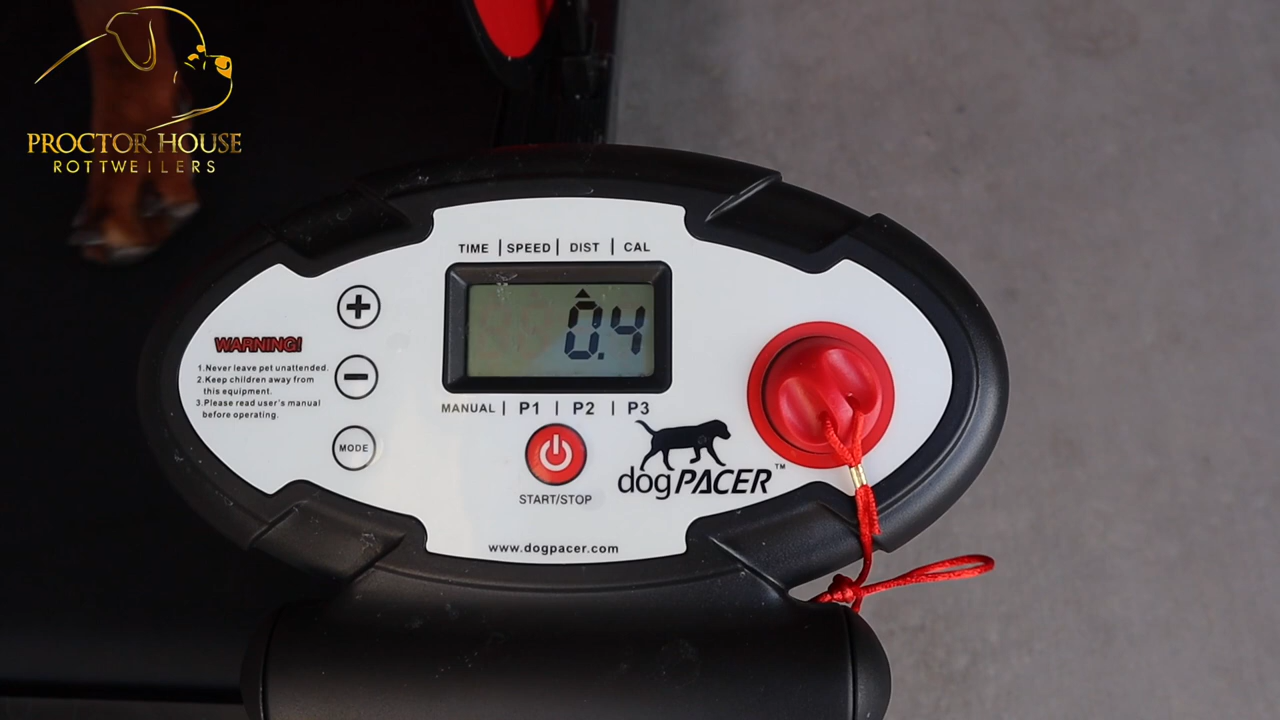 PROCTOR HOUSE
ROTTWEILERS
TIME | SPEED | DIST | CAL
0.4
MANUAL | P1 | P2 | P3
WARNING!
1.Never leave pet unattended.
2.Keep children away from
this equipment.
3.Please read user's manual
before operating.
MODE
START/STOP
dogPACER™
www.dogpacer.com